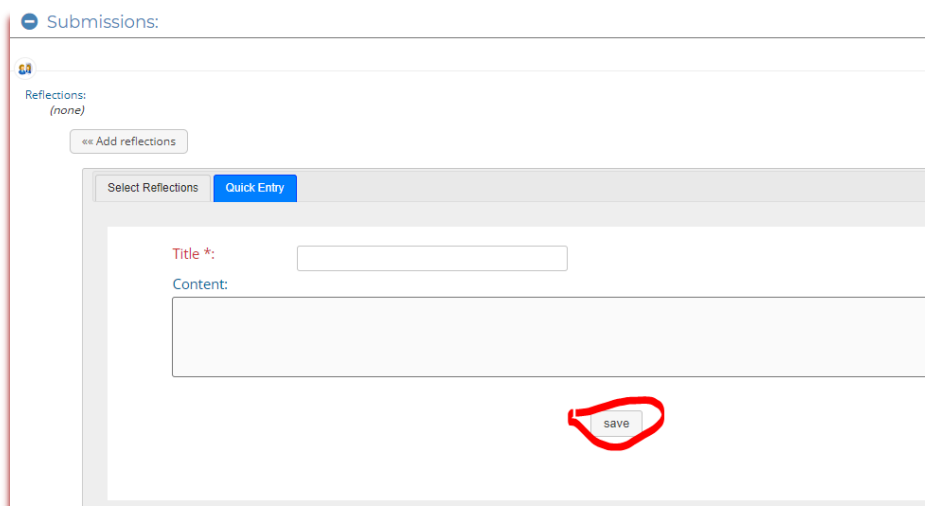 Submissions:
Reflections:
(none)
«« Add reflections
Select Reflections
Quick Entry
Title *:
Content:
save